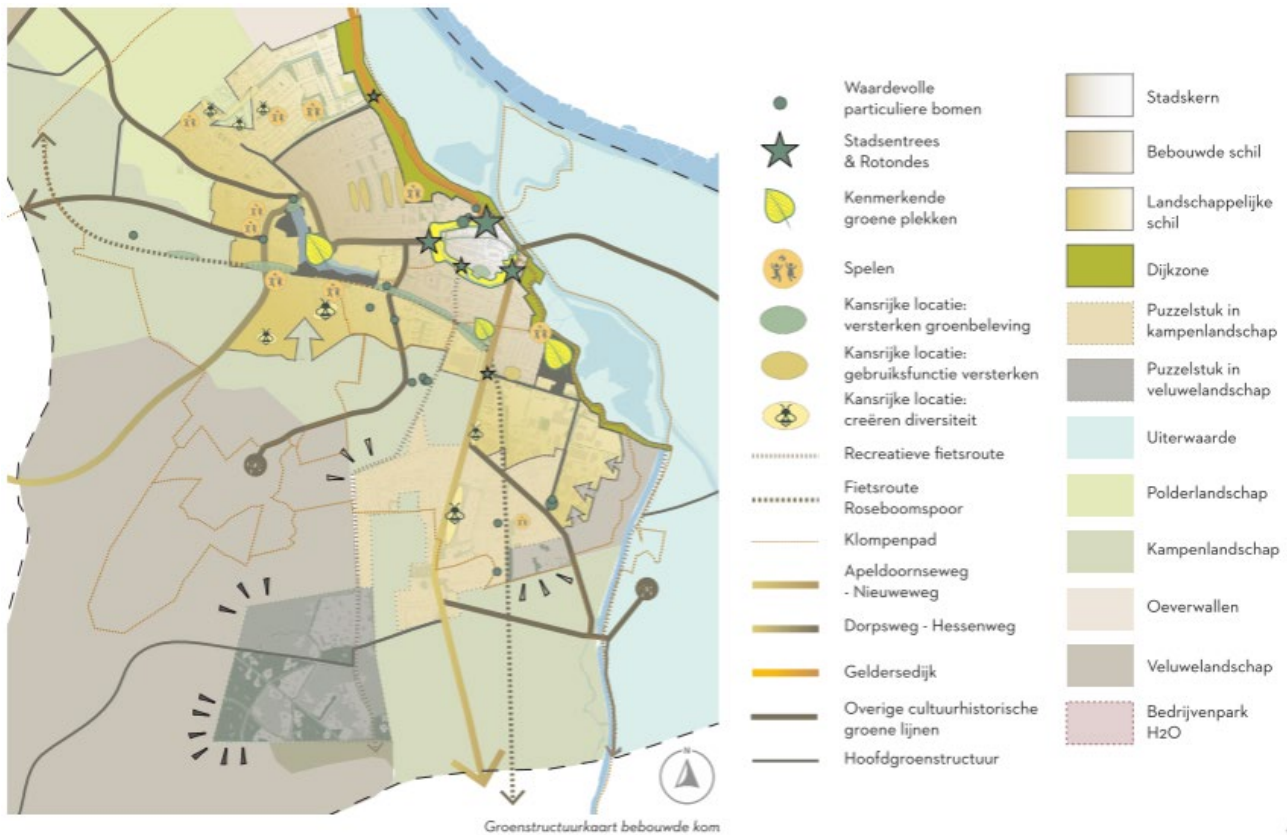 Waardevolle
particuliere bomen
Stadsentrees
& Rotondes
Kenmerkende
groene plekken
Spelen
Kansrijke locatie:
versterken groenbeleving
Kansrijke locatie:
gebruiksfunctie versterken
Kansrijke locatie:
creëren diversiteit
Recreatieve fietsroute
Fietsroute
Roseboomspoor
Klompenpad
Apeldoornseweg
- Nieuweweg
Dorpsweg - Hessenweg
Geldersedijk
Overige cultuurhistorische
groene lijnen
Hoofdgroenstructuur
Stadskern
Bebouwde schil
Landschappelijke
schil
Dijkzone
Puzzelstuk in
kampenlandschap
Puzzelstuk in
veluwelandschap
Uiterwaarde
Polderlandschap
Kampenlandschap
Oeverwallen
Veluwelandschap
Bedrijvenpark
H2O
N
Groenstructuurkaart bebouwde kom